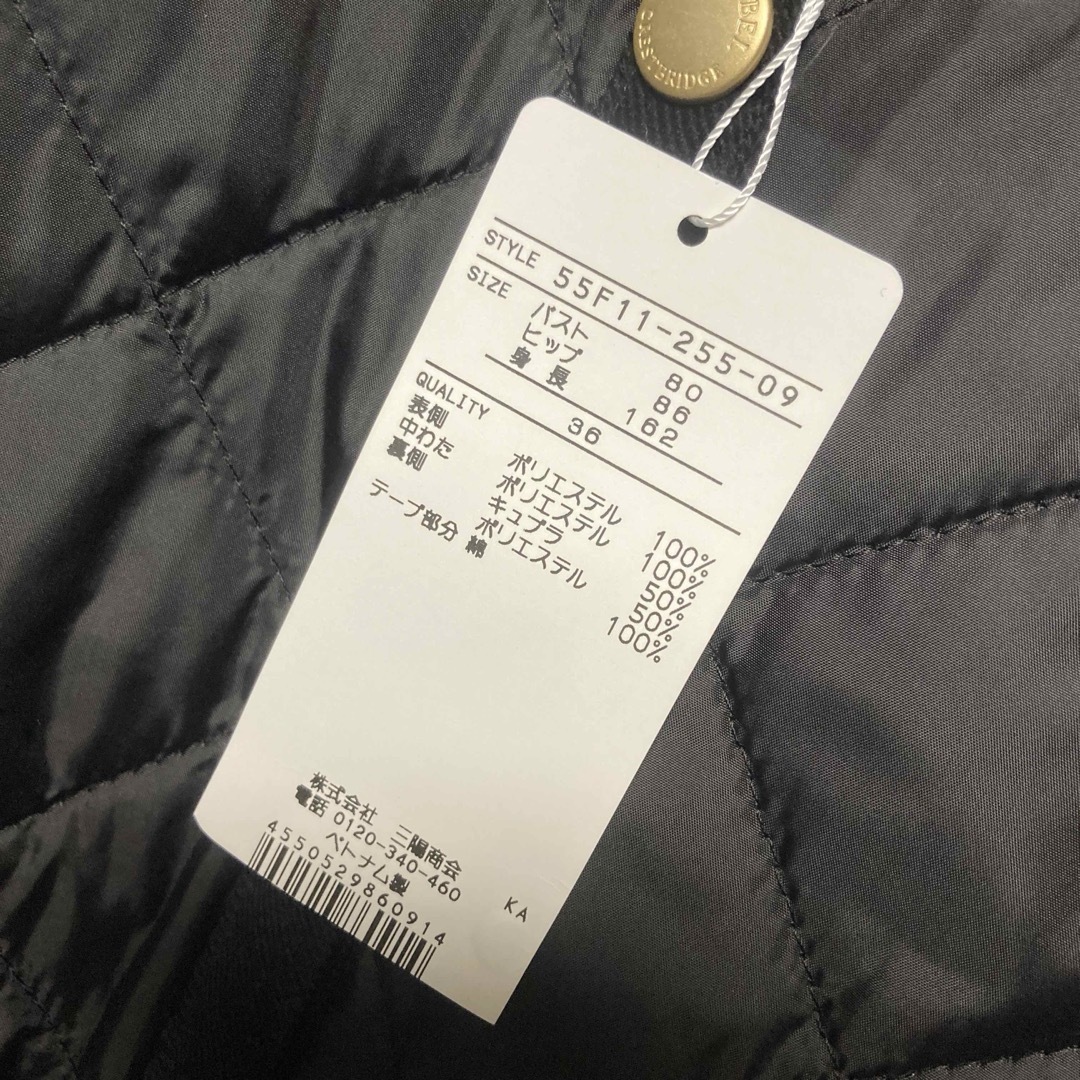 BEL
CRESTBRIDGE
STYLE 55F11-255-09
SIZE バスト 80
ヒップ 86
身長 162
36
QUALITY
表側 ポリエステル 100%
中わた ポリエステル 100%
裏側 キュプラ 50%
ポリエステル 50%
テープ部分 綿 100%
株式会社 三陽商会
電話 0120-340-460
ベトナム製 KA
4550529860914